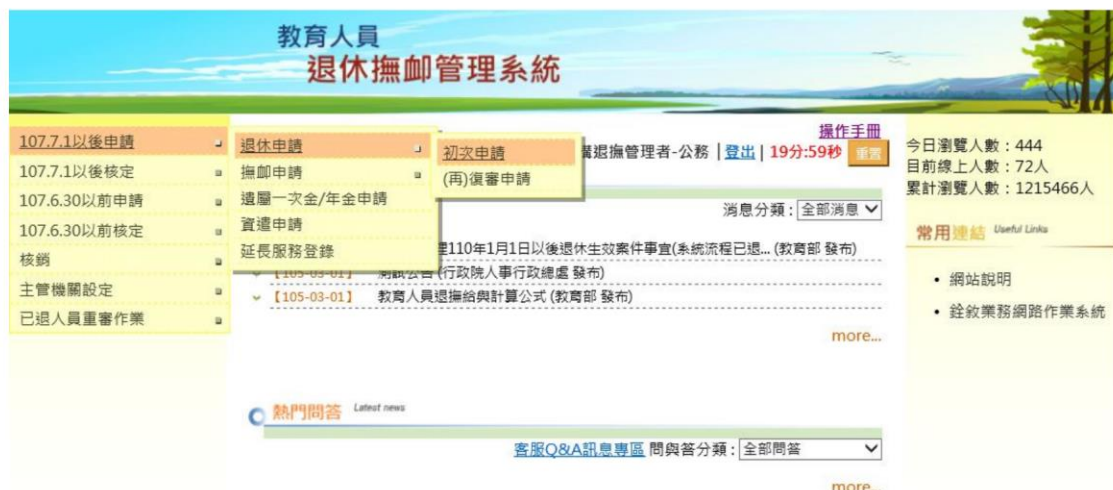 教育人員
退休撫卹管理系統
107.7.1以後申請
107.7.1以後核定
107.6.30以前申請
107.6.30以前核定
核銷
主管機關設定
已退人員重審作業
退休申請
撫卹申請
遺屬一次金/年金申請
資遣申請
延長服務登錄
初次申請
(再)復審申請
操作手冊
構退撫管理者-公務 | 登出 | 19分:59秒 重置
消息分類: 全部消息
理110年1月1日以後退休生效案件事宜(系統流程已退... (教育部 發布)
【105-03-01】 測試公告 (行政院人事行政總處 發布)
【105-03-01】 教育人員退撫給與計算公式 (教育部 發布)
more...
熱門問答 Latest news
客服Q&A訊息專區 問與答分類: 全部問答
more...
今日瀏覽人數:444
目前線上人數:72人
累計瀏覽人數:1215466人
常用連結 Useful Links
• 網站說明
• 銓敘業務網路作業系統